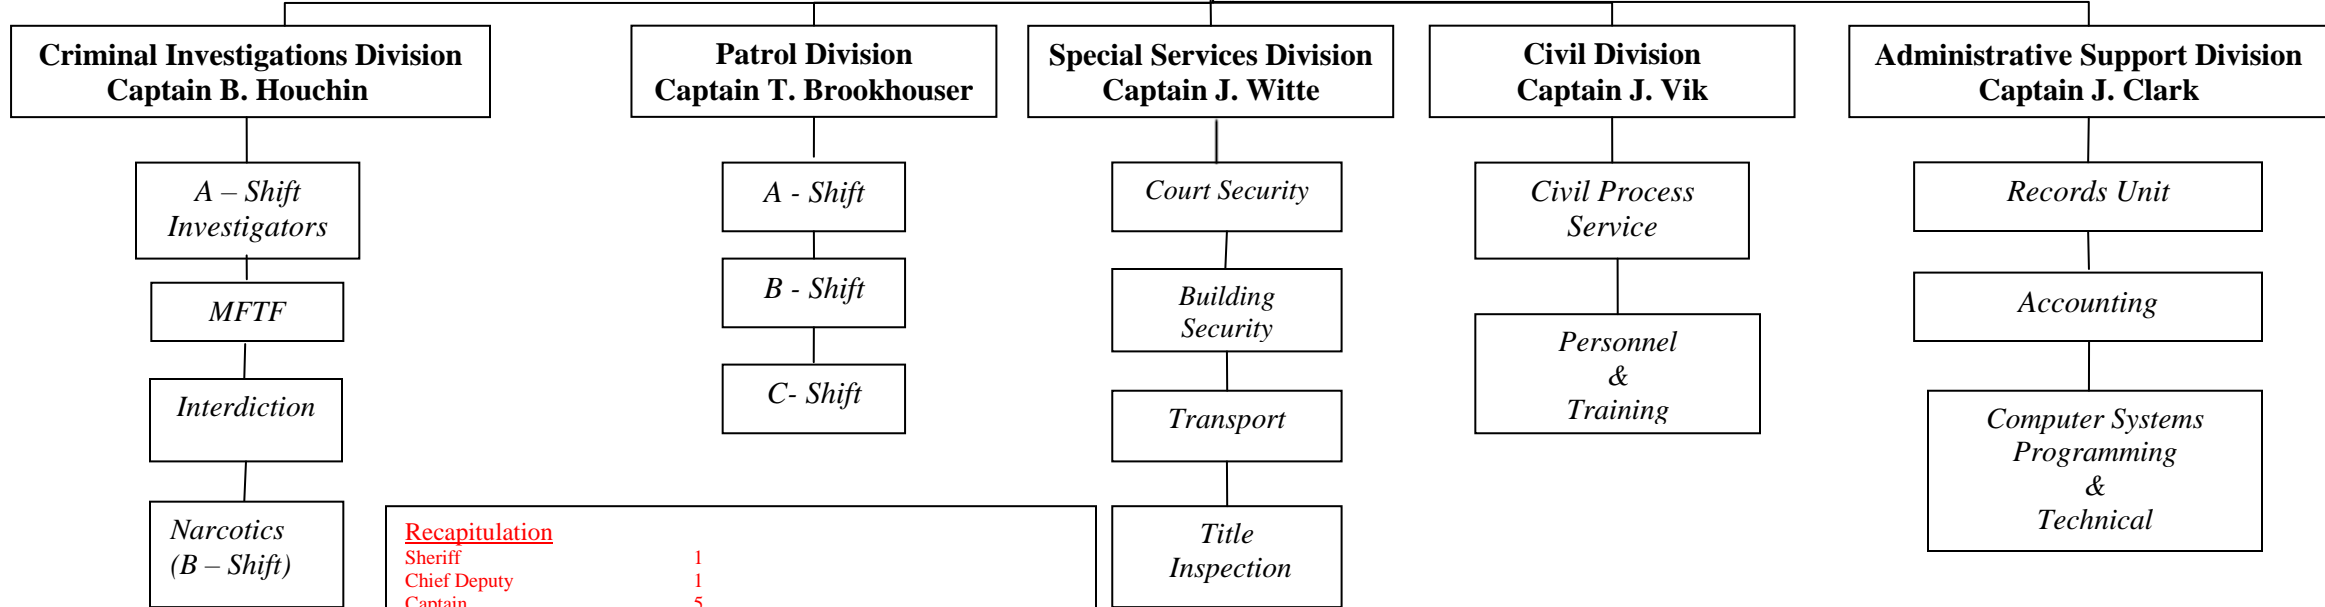 Criminal Investigations Division
Captain B. Houchin
A – Shift
Investigators
MFTF
Interdiction
Narcotics
(B – Shift)
Patrol Division
Captain T. Brookhouser
A - Shift
B - Shift
C- Shift
Special Services Division
Captain J. Witte
Court Security
Building
Security
Transport
Title
Inspection
Civil Division
Captain J. Vik
Civil Process
Service
Personnel
&
Training
Administrative Support Division
Captain J. Clark
Records Unit
Accounting
Computer Systems
Programming
&
Technical
Recapitulation
Sheriff 1
Chief Deputy 1
Captain 5